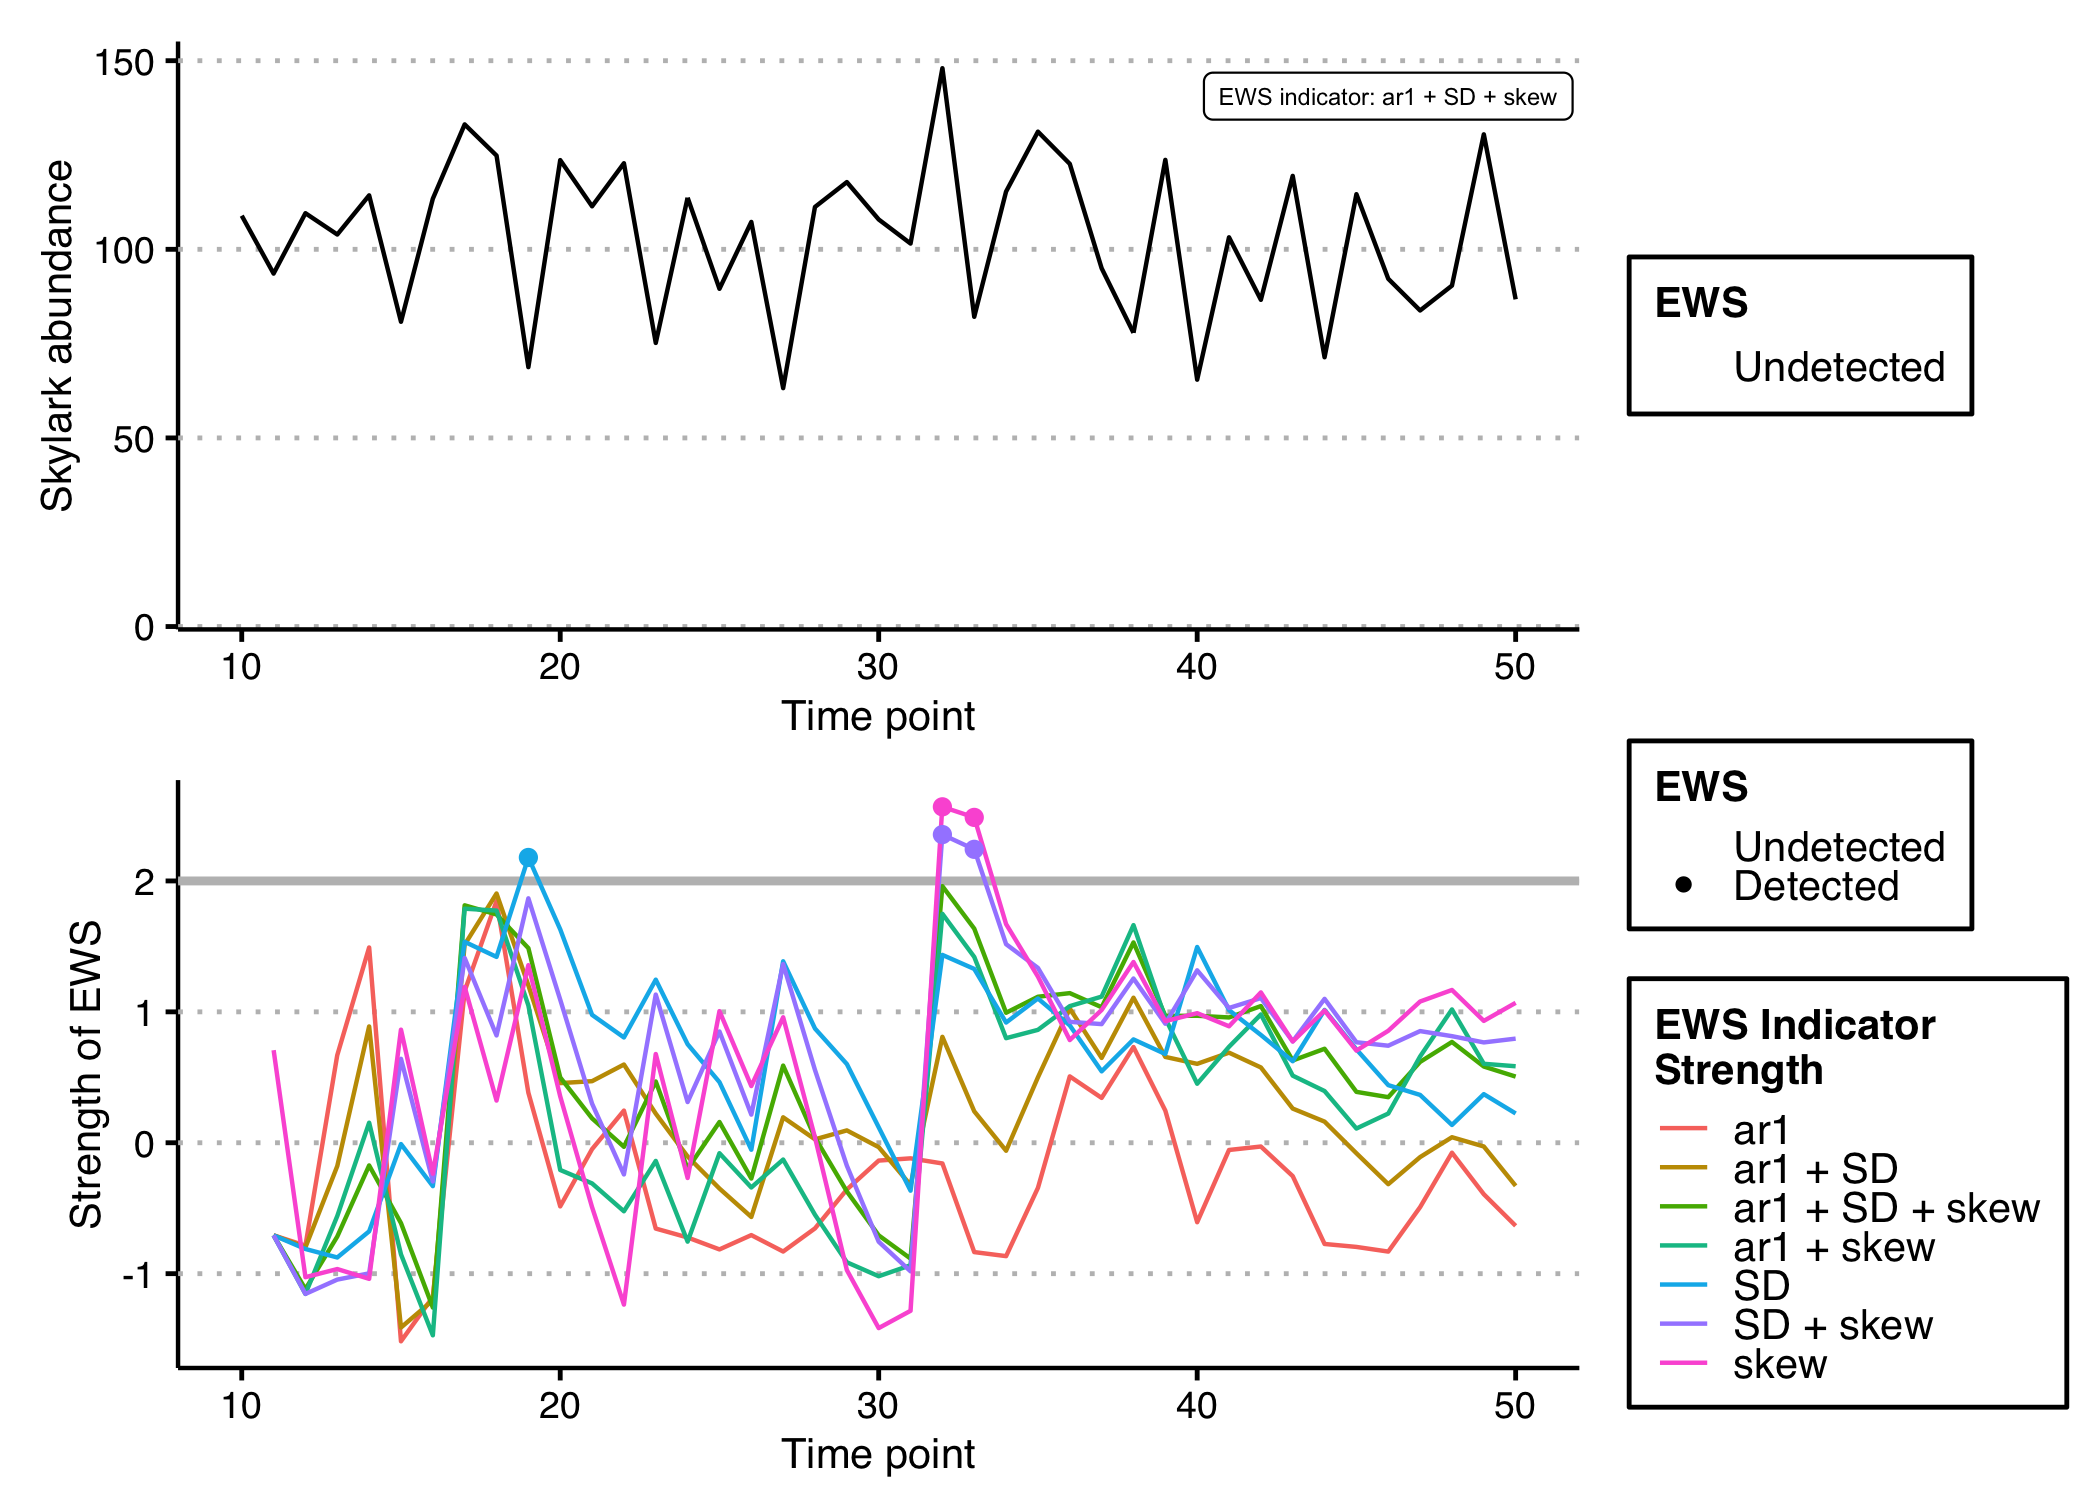 150
100
50
0
Skylark abundance
EWS indicator: ar1 + SD + skew
10 20 30 40 50
Time point
EWS
Undetected
2
1
0
-1
Strength of EWS
10 20 30 40 50
Time point
EWS
Undetected
Detected
EWS Indicator
Strength
ar1
ar1 + SD
ar1 + SD + skew
ar1 + skew
SD
SD + skew
skew